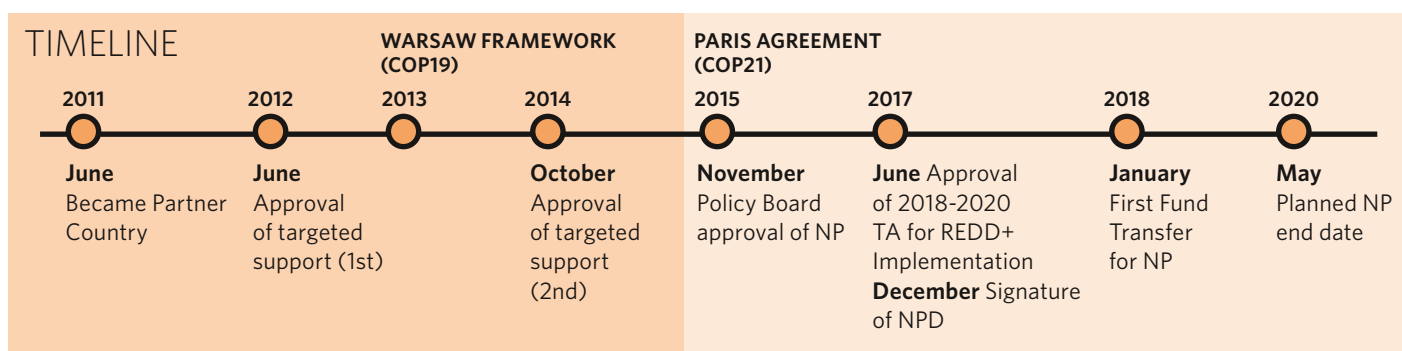 TIMELINE
WARSAW FRAMEWORK
(COP19)
PARIS AGREEMENT
(COP21)
2011
June
Became Partner
Country
2012
June
Approval
of targeted
support (1st)
2013
2014
October
Approval
of targeted
support
(2nd)
2015
November
Policy Board
approval of NP
2017
June Approval
of 2018-2020
TA for REDD+
Implementation
December Signature
of NPD
2018
January
First Fund
Transfer
for NP
2020
May
Planned NP
end date